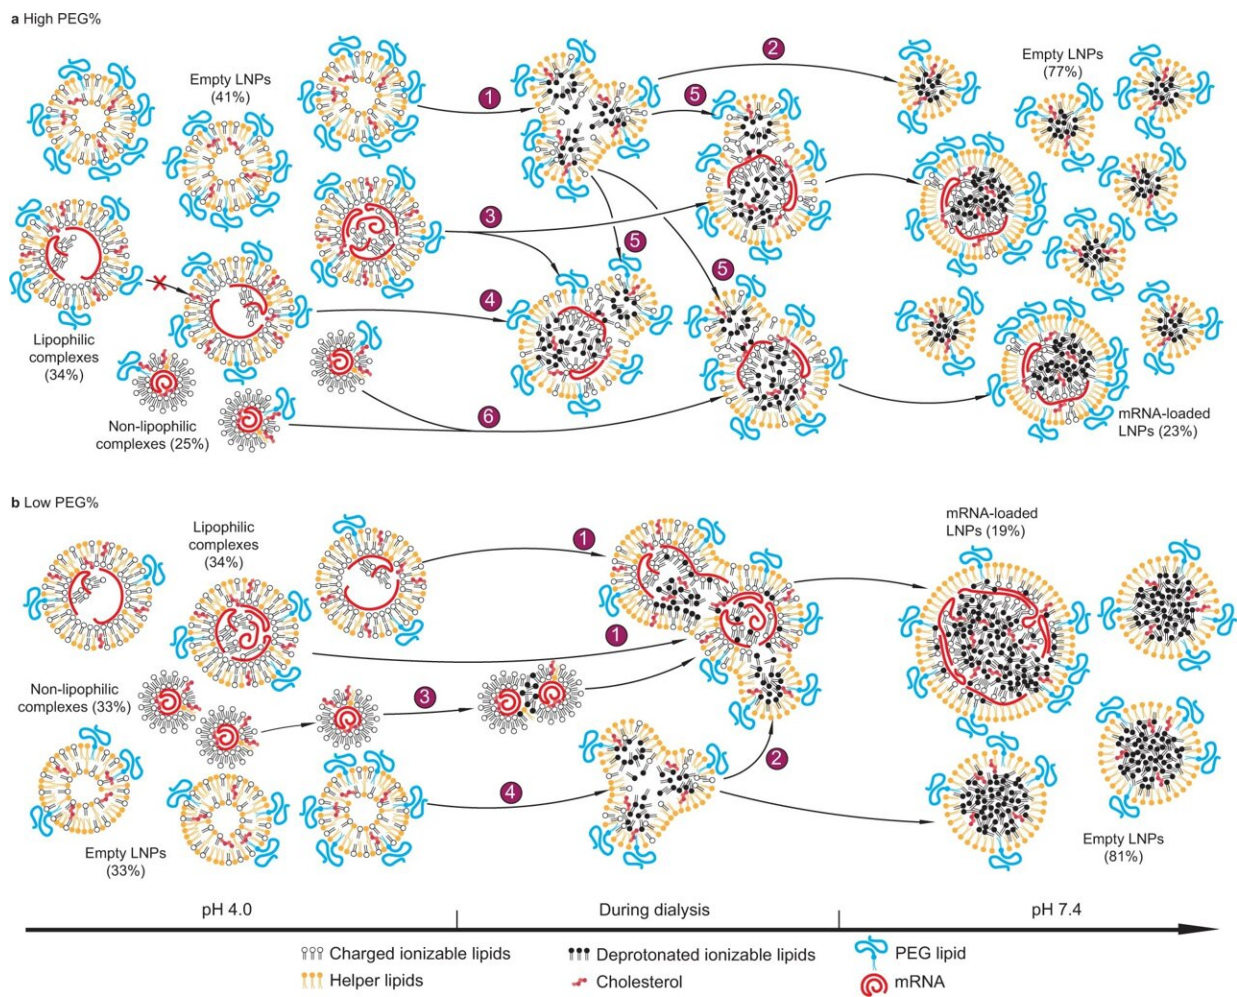 a High PEG%
Empty LNPs
(41%)
1
2
Empty LNPs
(77%)
5
Lipophilic
complexes
(34%)
3
5
5
4
Non-lipophilic
complexes (25%)
6
mRNA-loaded
LNPs (23%)
b Low PEG%
Lipophilic
complexes
(34%)
1
mRNA-loaded
LNPs (19%)
1
Non-lipophilic
complexes (33%)
3
2
4
Empty LNPs
(33%)
Empty LNPs
(81%)
pH 4.0
During dialysis
pH 7.4
Charged ionizable lipids
Deprotonated ionizable lipids
PEG lipid
Helper lipids
Cholesterol
mRNA